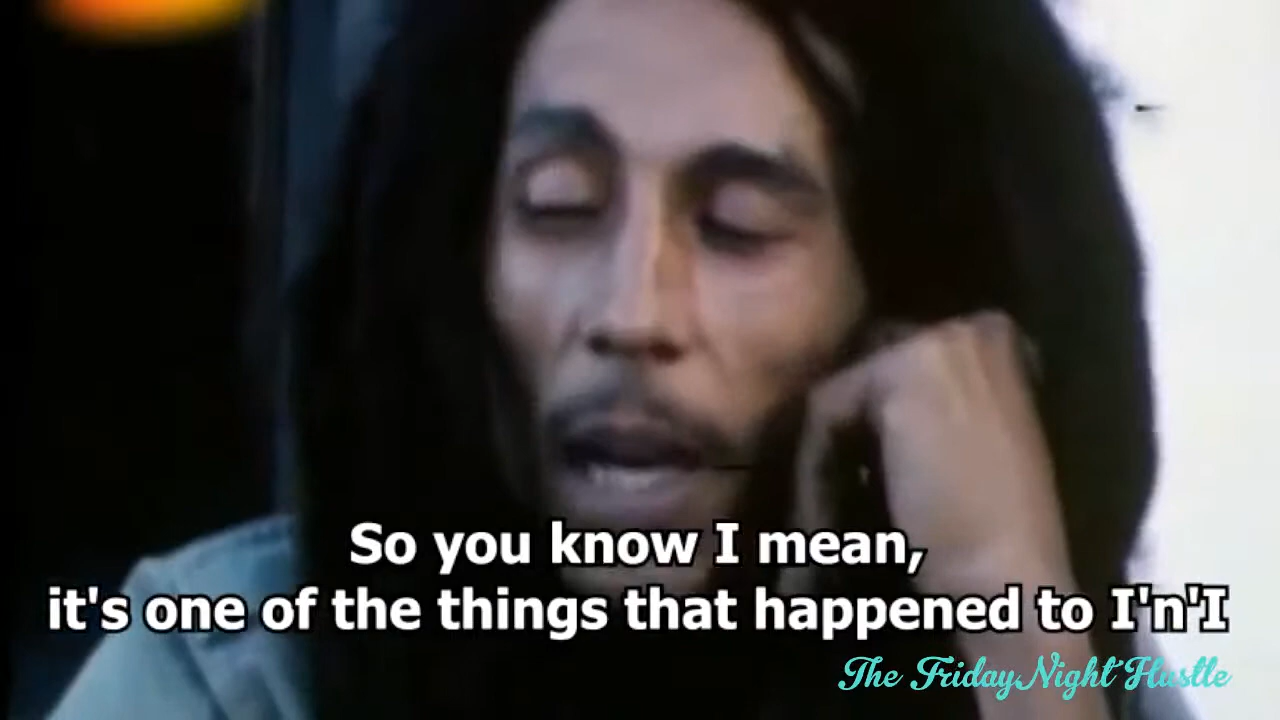 So you know I mean,
it's one of the things that happened to I'n'I
The Friday Night Hustle